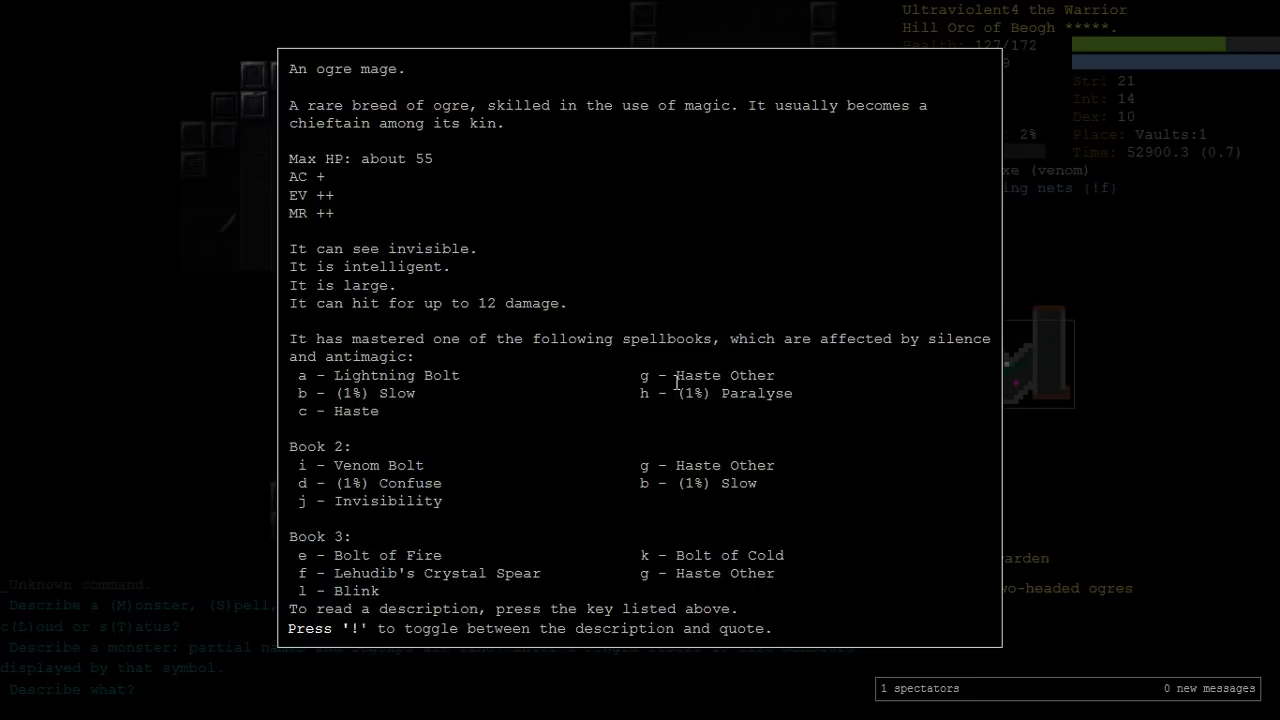 Ultraviolent4 the Warrior
Hill Orc of Beogh *****.
Health: 127/172
9
Str: 21
Int: 14
Dex: 10
2%
Place: Vaults:1
Time: 52900.3 (0.7)
xe (venom)
ing nets {!f}
An ogre mage.
A rare breed of ogre, skilled in the use of magic. It usually becomes a
chieftain among its kin.
Max HP: about 55
AC +
EV ++
MR ++
It can see invisible.
It is intelligent.
It is large.
It can hit for up to 12 damage.
It has mastered one of the following spellbooks, which are affected by silence
and antimagic:
a - Lightning Bolt g - Haste Other
b - (1%) Slow h - (1%) Paralyse
c - Haste
Book 2:
i - Venom Bolt g - Haste Other
d - (1%) Confuse b - (1%) Slow
j - Invisibility
Book 3:
e - Bolt of Fire k - Bolt of Cold
f - Lehudib's Crystal Spear g - Haste Other
l - Blink
To read a description, press the key listed above.
Press '!' to toggle between the description and quote.
arden
wo-headed ogres
_Unknown command.
Describe a (M)onster, (S)pell,
c(L)oud or s(T)atus?
Describe a monster; partial
displayed by that symbol.
Describe what?
1 spectators 0 new messages